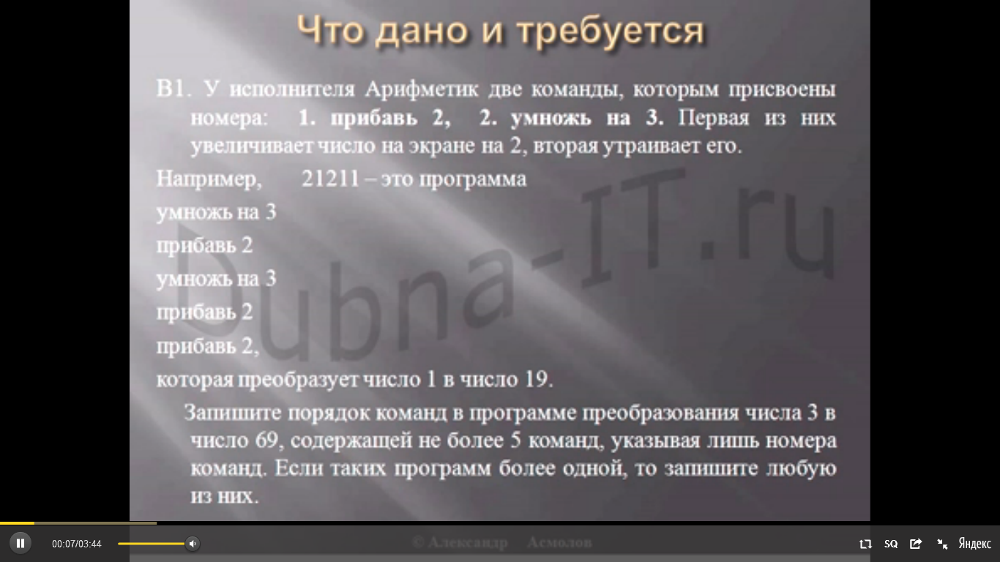 Что дано и требуется
В1. У исполнителя Арифметик две команды, которым присвоены
номера: 1. прибавь 2, 2. умножь на 3. Первая из них
увеличивает число на экране на 2, вторая утраивает его.
Например, 21211 – это программа
умножь на 3
прибавь 2
умножь на 3
прибавь 2
прибавь 2,
которая преобразует число 1 в число 19.
Запишите порядок команд в программе преобразования числа 3 в
число 69, содержащей не более 5 команд, указывая лишь номера
команд. Если таких программ более одной, то запишите любую
из них.
Dubna-IT.ru
© Александр Асмолов
00:07/03:44
SQ
Яндекс